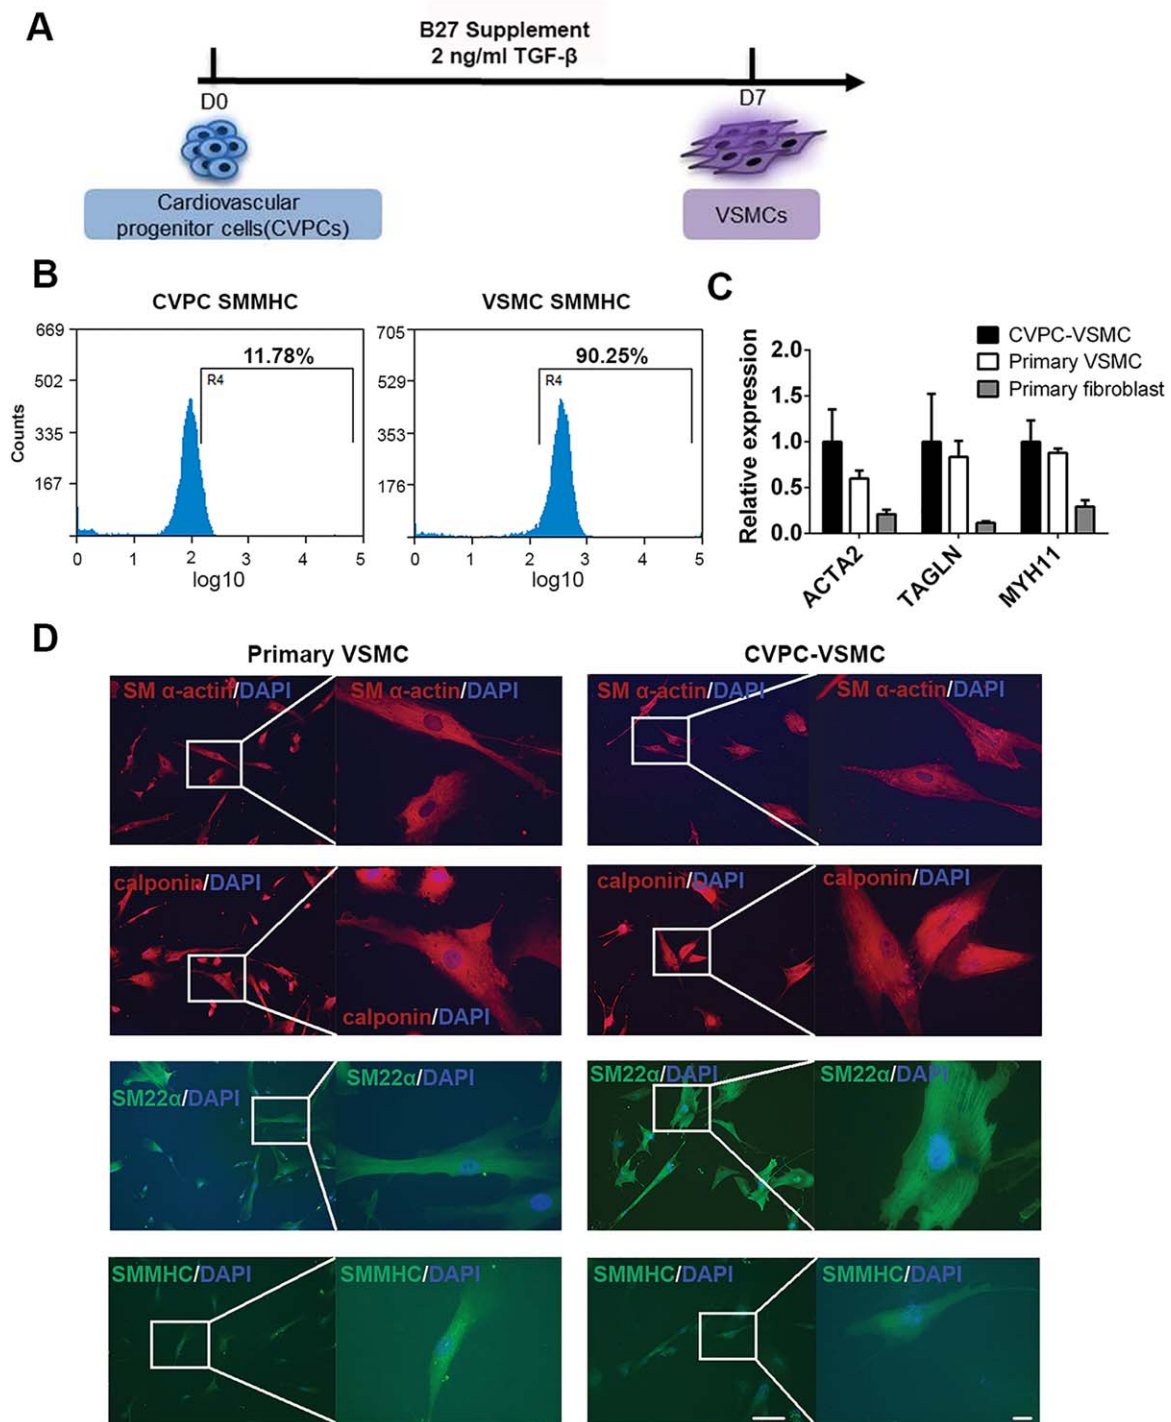 A
B27 Supplement
2 ng/ml TGF-β
D0
D7
Cardiovascular
progenitor cells(CVPCs)
VSMCs
B
CVPC SMMHC
669
502
335
167
Counts
11.78%
R4
0 1 2 3 4 5
log10
VSMC SMMHC
705
529
353
176
90.25%
R4
0 1 2 3 4 5
log10
C
CVPC-VSMC
Primary VSMC
Primary fibroblast
Relative expression
2.0
1.5
1.0
0.5
0.0
ACTA2
TAGLN
MYH11
D
Primary VSMC
CVPC-VSMC
SM α-actin/DAPI
SM α-actin/DAPI
SM α-actin/DAPI
SM α-actin/DAPI
calponin/DAPI
calponin/DAPI
calponin/DAPI
calponin/DAPI
SM22α/DAPI
SM22α/DAPI
SM22α/DAPI
SM22α/DAPI
SMMHC/DAPI
SMMHC/DAPI
SMMHC/DAPI
SMMHC/DAPI